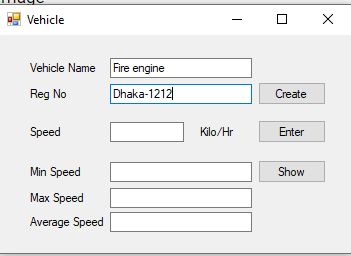 Vehicle
Vehicle Name Fire engine
Reg No Dhaka-1212 Create
Speed Kilo/Hr Enter
Min Speed Show
Max Speed
Average Speed